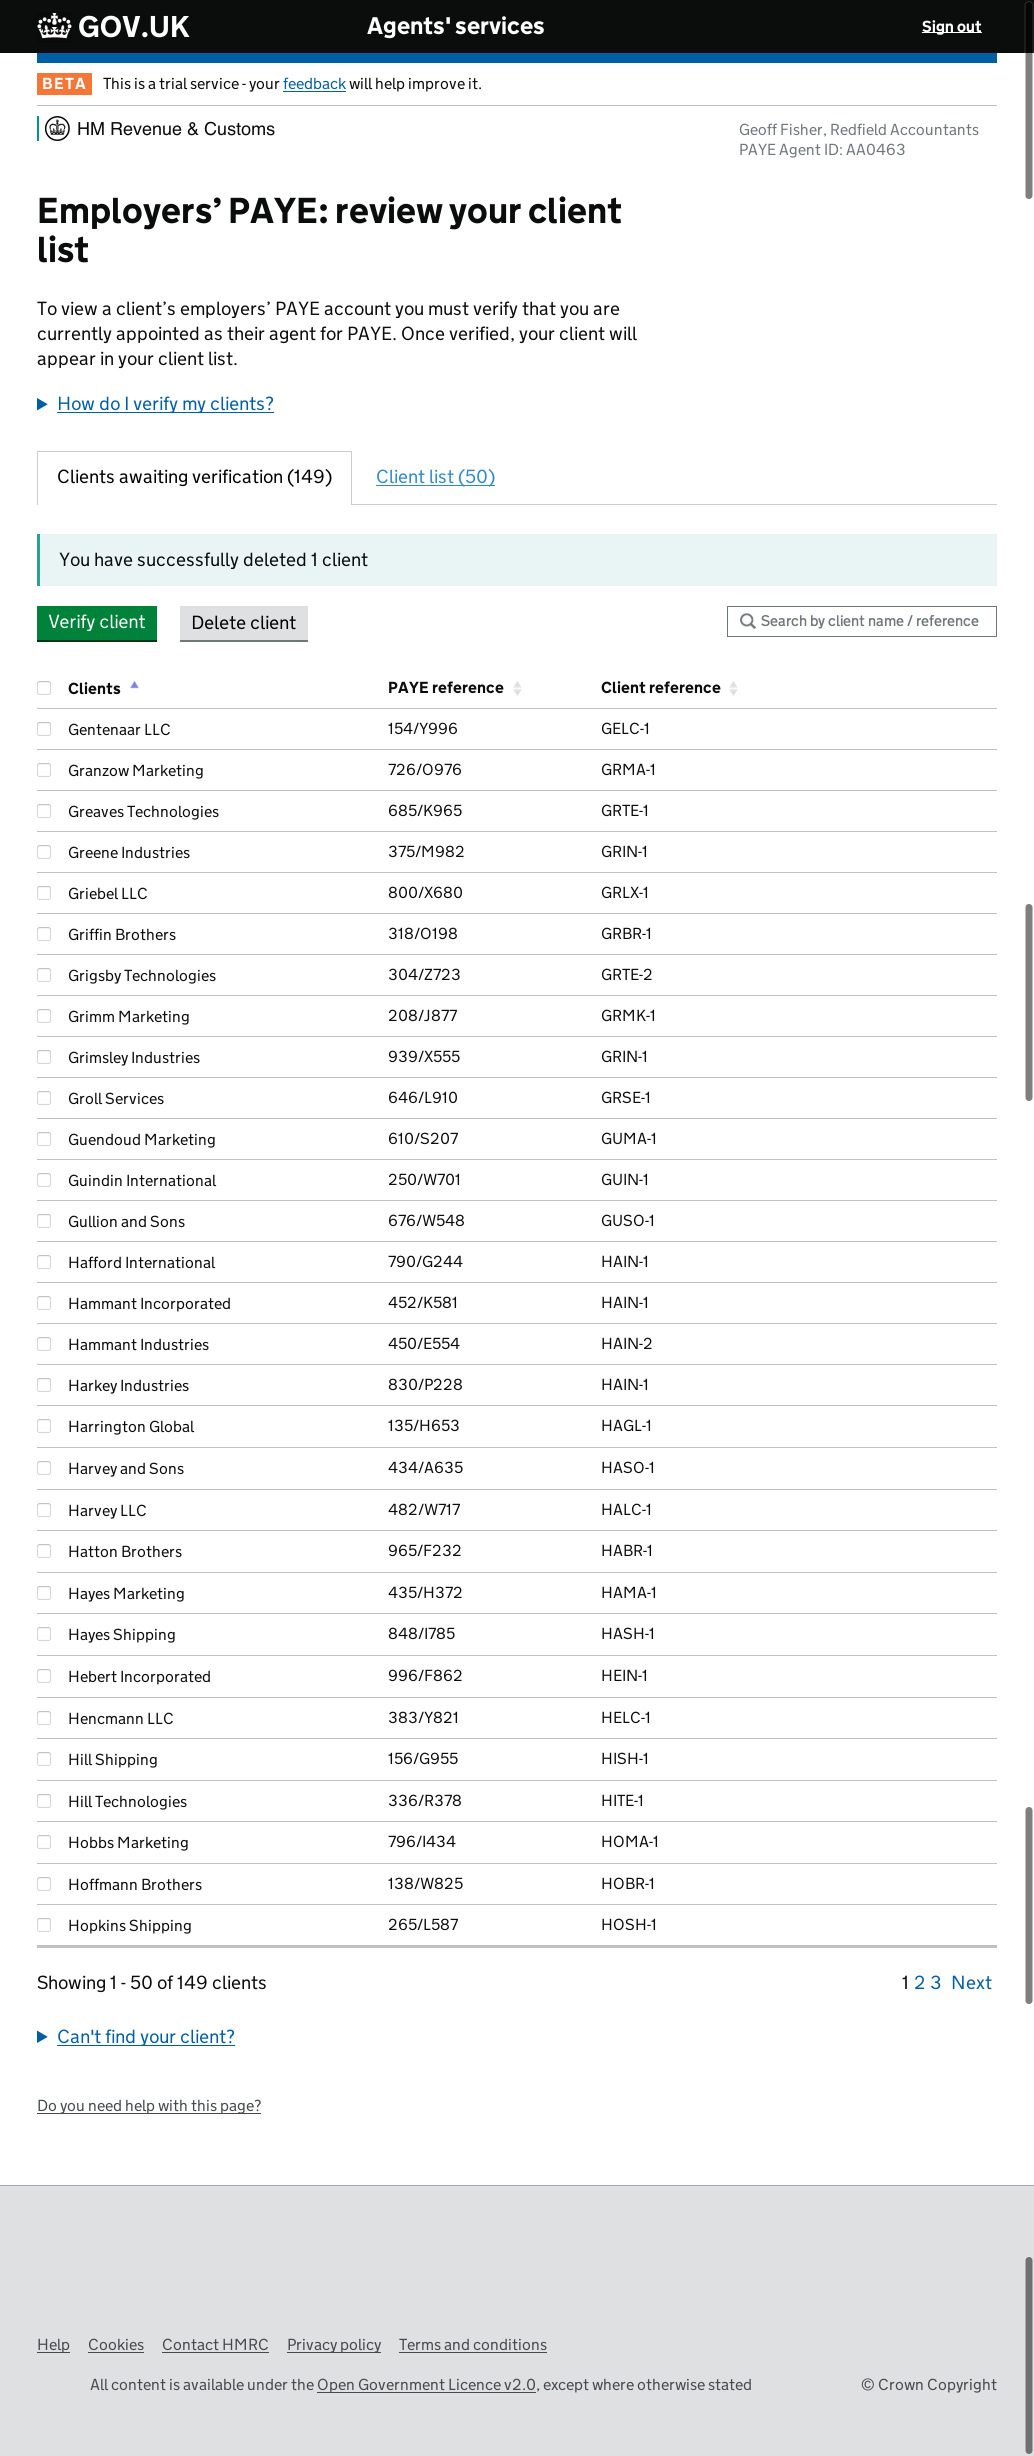 GOV.UK Agents' services Sign out
BETA This is a trial service - your feedback will help improve it.
HM Revenue & Customs
Geoff Fisher, Redfield Accountants
PAYE Agent ID: AA0463
Employers’ PAYE: review your client
list
To view a client’s employers’ PAYE account you must verify that you are
currently appointed as their agent for PAYE. Once verified, your client will
appear in your client list.
How do I verify my clients?
Clients awaiting verification (149) Client list (50)
You have successfully deleted 1 client
Verify client Delete client Search by client name / reference
Clients PAYE reference Client reference
Gentenaar LLC 154/Y996 GELC-1
Granzow Marketing 726/O976 GRMA-1
Greaves Technologies 685/K965 GRTE-1
Greene Industries 375/M982 GRIN-1
Griebel LLC 800/X680 GRLX-1
Griffin Brothers 318/O198 GRBR-1
Grigsby Technologies 304/Z723 GRTE-2
Grimm Marketing 208/J877 GRMK-1
Grimsley Industries 939/X555 GRIN-1
Groll Services 646/L910 GRSE-1
Guendoud Marketing 610/S207 GUMA-1
Guindin International 250/W701 GUIN-1
Gullion and Sons 676/W548 GUSO-1
Hafford International 790/G244 HAIN-1
Hammant Incorporated 452/K581 HAIN-1
Hammant Industries 450/E554 HAIN-2
Harkey Industries 830/P228 HAIN-1
Harrington Global 135/H653 HAGL-1
Harvey and Sons 434/A635 HASO-1
Harvey LLC 482/W717 HALC-1
Hatton Brothers 965/F232 HABR-1
Hayes Marketing 435/H372 HAMA-1
Hayes Shipping 848/I785 HASH-1
Hebert Incorporated 996/F862 HEIN-1
Hencmann LLC 383/Y821 HELC-1
Hill Shipping 156/G955 HISH-1
Hill Technologies 336/R378 HITE-1
Hobbs Marketing 796/I434 HOMA-1
Hoffmann Brothers 138/W825 HOBR-1
Hopkins Shipping 265/L587 HOSH-1
Showing 1 - 50 of 149 clients 1 2 3 Next
Can't find your client?
Do you need help with this page?
Help Cookies Contact HMRC Privacy policy Terms and conditions
All content is available under the Open Government Licence v2.0, except where otherwise stated © Crown Copyright